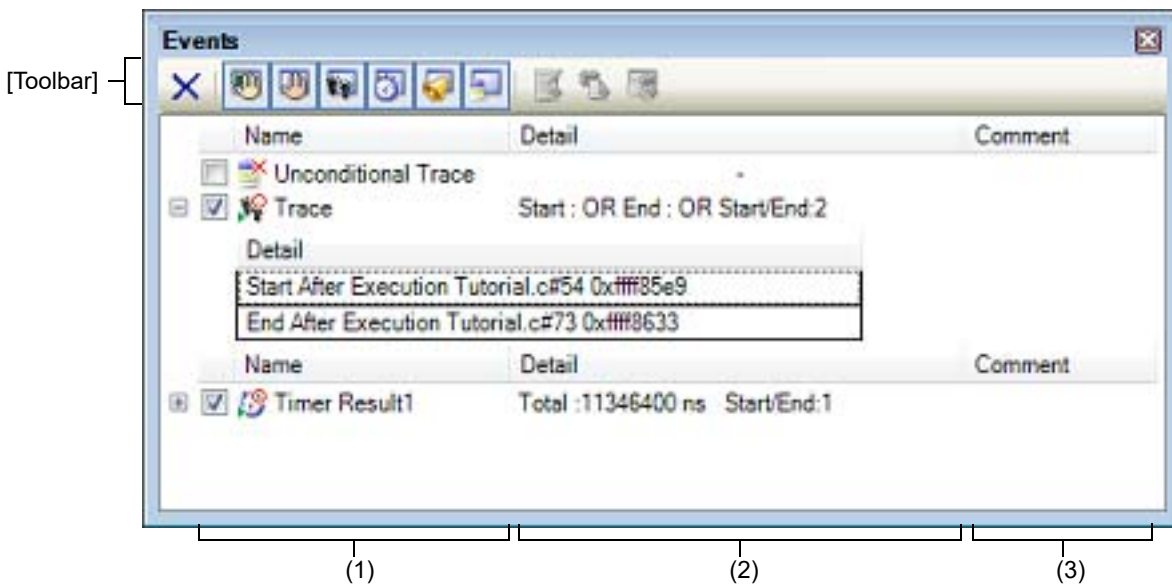 Events
[Toolbar]
Name Detail Comment
Unconditional Trace -
Trace Start : OR End : OR Start/End:2
Detail
Start After Execution Tutorial.c#54 0xffff85e9
End After Execution Tutorial.c#73 0xffff8633
Name Detail Comment
Timer Result1 Total :11346400 ns Start/End:1
(1) (2) (3)